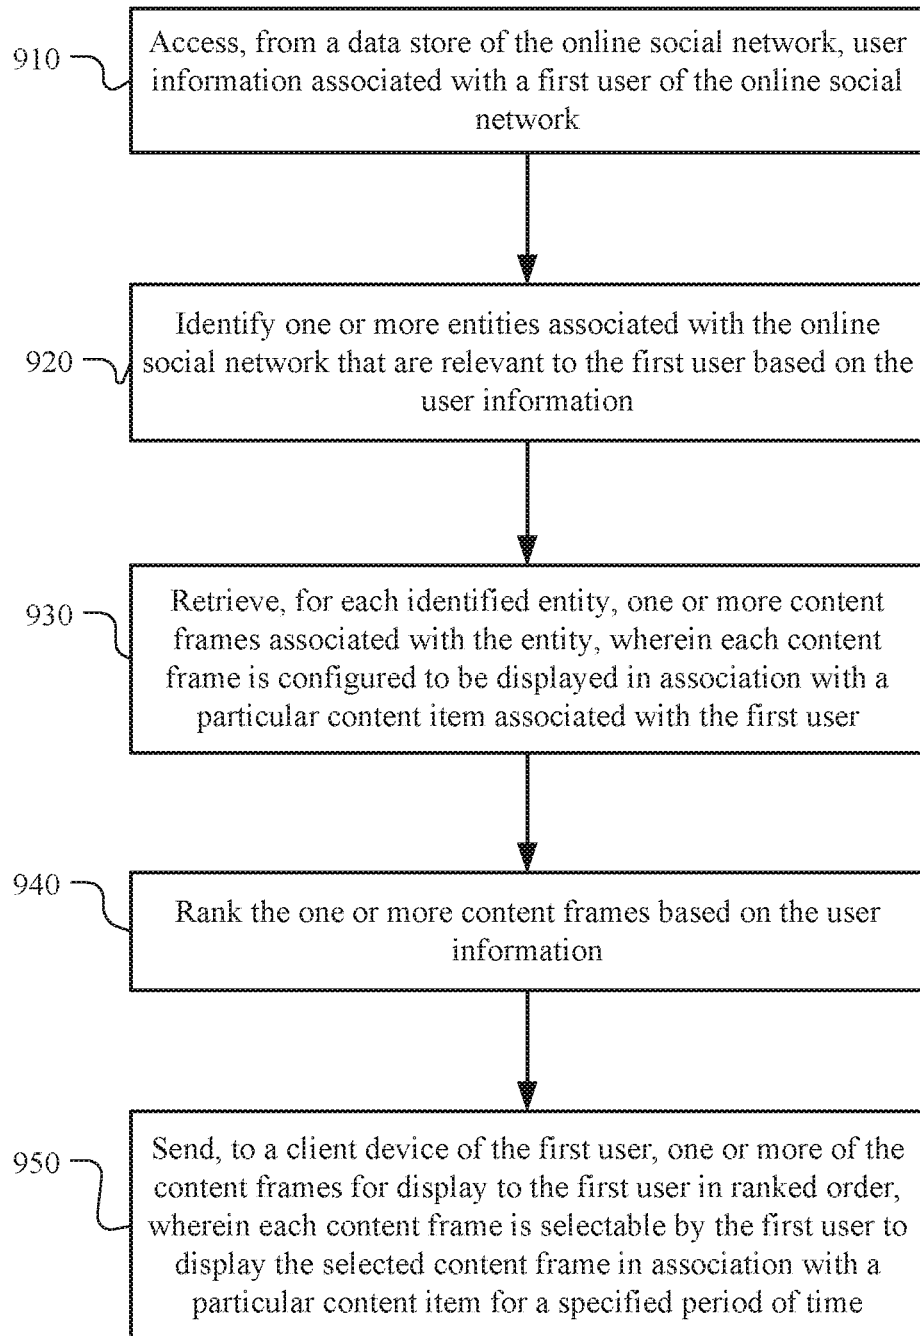 910
Access, from a data store of the online social network, user
information associated with a first user of the online social
network
920
Identify one or more entities associated with the online
social network that are relevant to the first user based on the
user information
930
Retrieve, for each identified entity, one or more content
frames associated with the entity, wherein each content
frame is configured to be displayed in association with a
particular content item associated with the first user
940
Rank the one or more content frames based on the user
information
950
Send, to a client device of the first user, one or more of the
content frames for display to the first user in ranked order,
wherein each content frame is selectable by the first user to
display the selected content frame in association with a
particular content item for a specified period of time